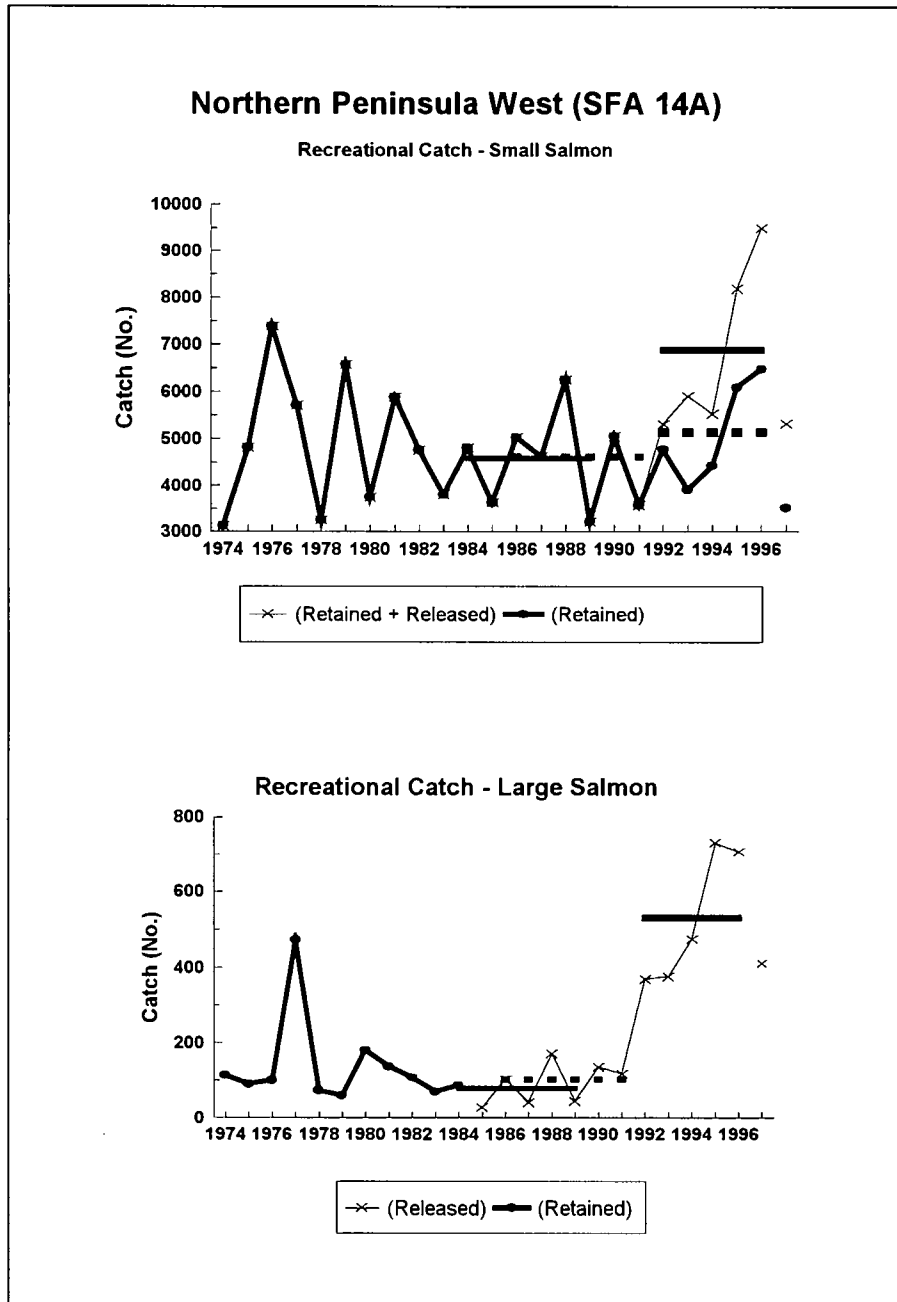 Northern Peninsula West (SFA 14A)
Recreational Catch - Small Salmon
Catch (No.)
10000
9000
8000
7000
6000
5000
4000
3000
1974 1976 1978 1980 1982 1984 1986 1988 1990 1992 1994 1996
(Retained + Released) (Retained)
Recreational Catch - Large Salmon
Catch (No.)
800
600
400
200
0
1974 1976 1978 1980 1982 1984 1986 1988 1990 1992 1994 1996
(Released) (Retained)